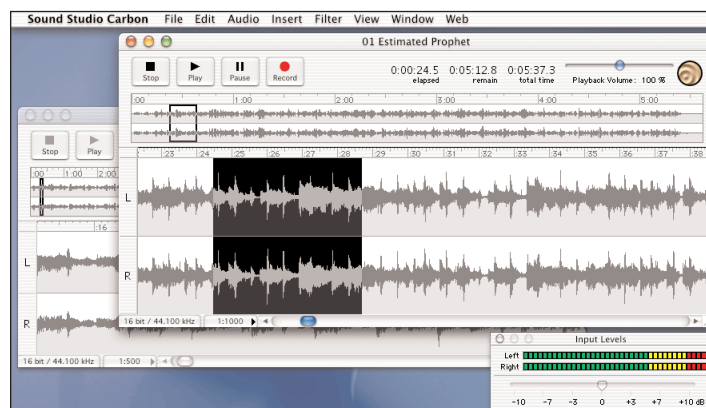 Sound Studio Carbon File Edit Audio Insert Filter View Window Web
01 Estimated Prophet
Stop Play Pause Record
0:00:24.5 0:05:12.8 0:05:37.3
elapsed remain total time
Playback Volume: 100 %
:00 1:00 2:00 3:00 4:00 5:00
:23 :24 :25 :26 :27 :28 :29 :30 :31 :32 :33 :34 :35 :36 :37 :38
L
R
16 bit / 44.100 kHz 1:1000
Stop Play
:00 1:00 2:00
:16
L
R
16 bit / 44.100 kHz 1:500
Input Levels
Left
Right
-10 -7 -3 0 +3 +7 +10 dB